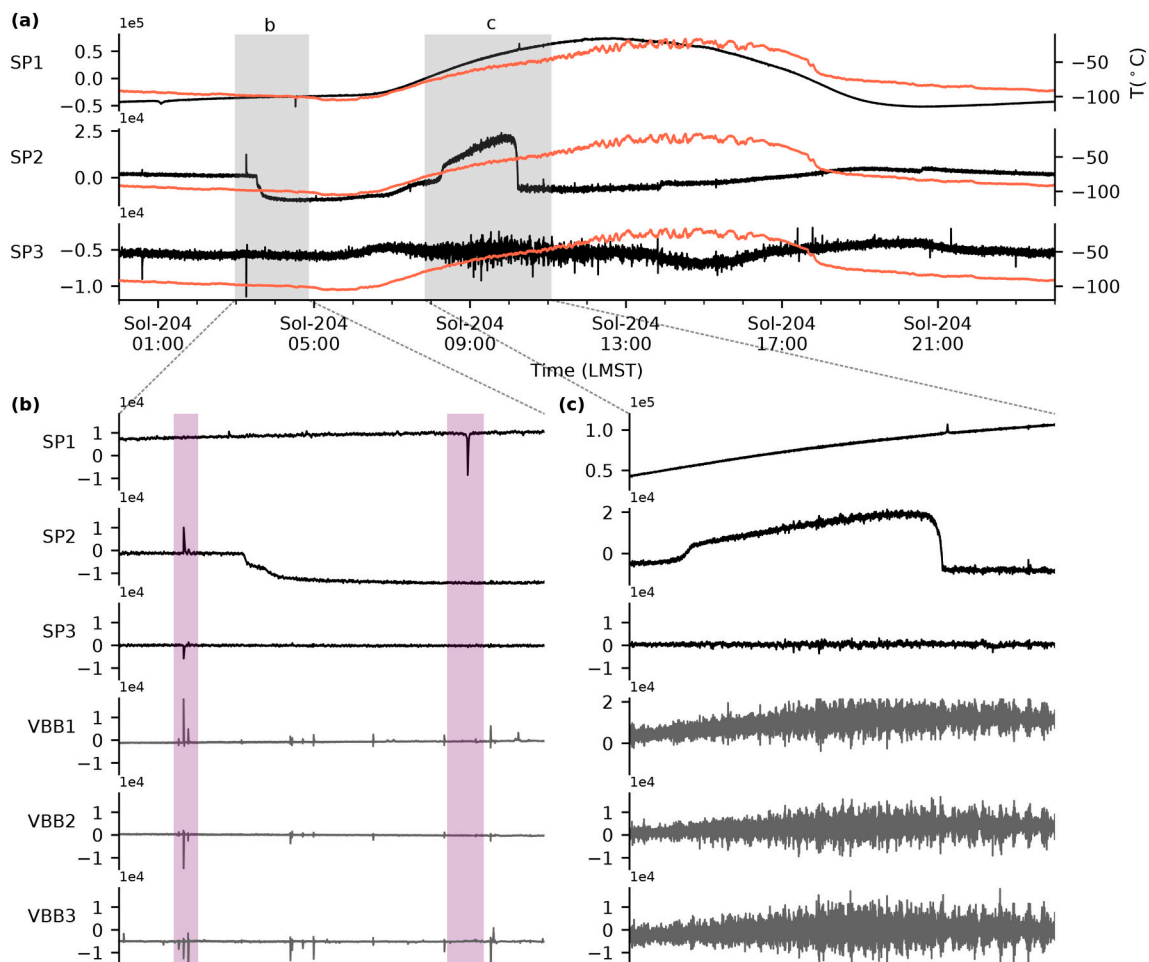 (a)
b
c
1e5
SP1
0.5
0.0
−0.5
−50
−100
T(°C)
1e4
SP2
2.5
0.0
−50
−100
1e4
SP3
−0.5
−1.0
−50
−100
Sol-204 01:00
Sol-204 05:00
Sol-204 09:00
Sol-204 13:00
Sol-204 17:00
Sol-204 21:00
Time (LMST)
(b)
1e4
SP1
1
0
−1
1e4
SP2
1
0
−1
1e4
SP3
1
0
−1
1e4
VBB1
1
0
−1
1e4
VBB2
1
0
−1
1e4
VBB3
1
0
−1
(c)
1e5
1.0
0.5
1e4
2
0
1e4
1
0
−1
1e4
2
0
1e4
1
0
−1
1e4
1
0
−1